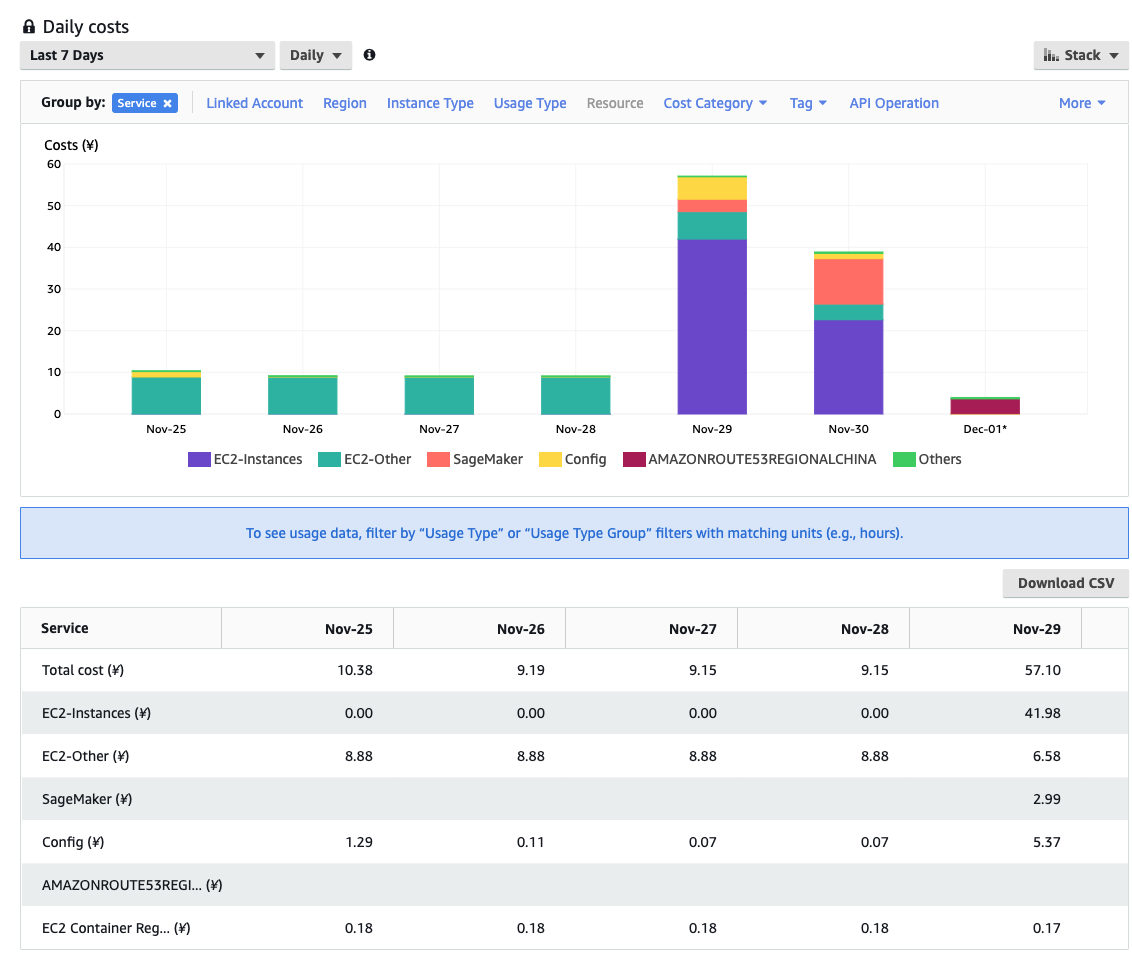 Daily costs
Last 7 Days Daily Stack
Group by: Service × Linked Account Region Instance Type Usage Type Resource Cost Category Tag API Operation More
Costs (¥)
60
50
40
30
20
10
0
Nov-25 Nov-26 Nov-27 Nov-28 Nov-29 Nov-30 Dec-01*
EC2-Instances EC2-Other SageMaker Config AMAZONROUTE53REGIONALCHINA Others
To see usage data, filter by “Usage Type” or “Usage Type Group” filters with matching units (e.g., hours).
Download CSV
Service Nov-25 Nov-26 Nov-27 Nov-28 Nov-29
Total cost (¥) 10.38 9.19 9.15 9.15 57.10
EC2-Instances (¥) 0.00 0.00 0.00 0.00 41.98
EC2-Other (¥) 8.88 8.88 8.88 8.88 6.58
SageMaker (¥) 2.99
Config (¥) 1.29 0.11 0.07 0.07 5.37
AMAZONROUTE53REGI... (¥)
EC2 Container Reg... (¥) 0.18 0.18 0.18 0.18 0.17